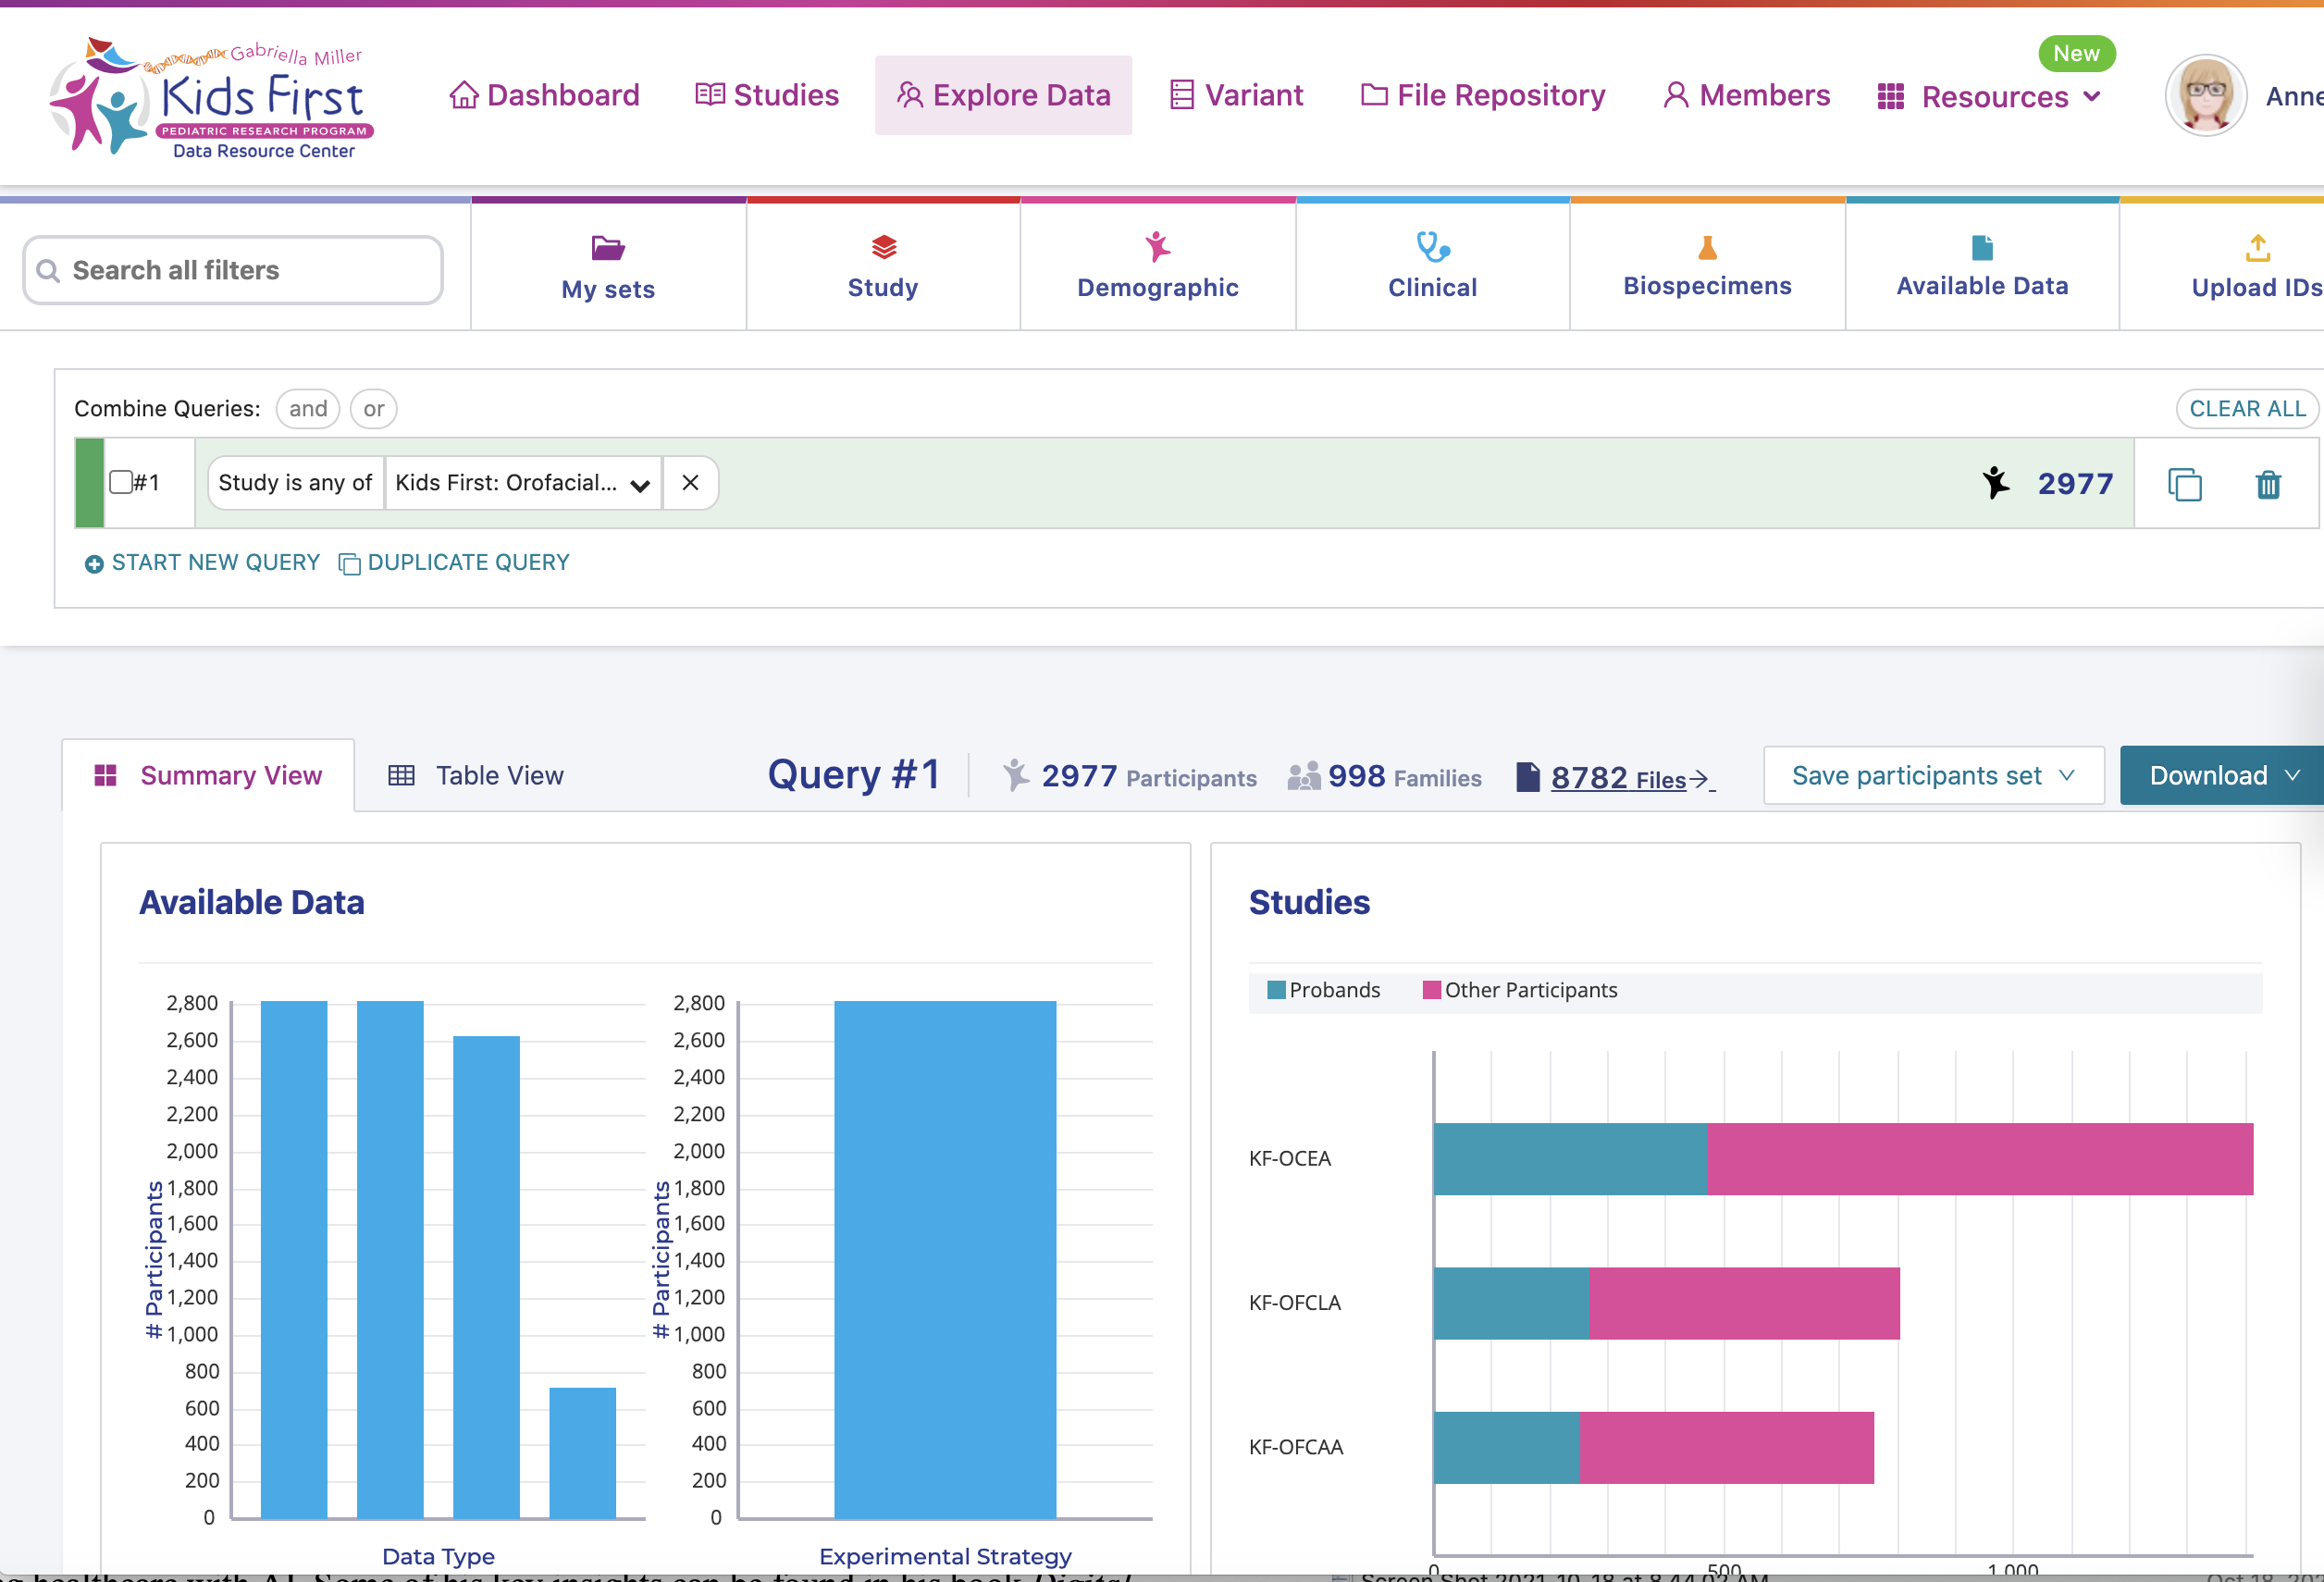 Gabriella Miller
Kids First
PEDIATRIC RESEARCH PROGRAM
Data Resource Center
Dashboard
Studies
Explore Data
Variant
File Repository
Members
New
Resources
Anne
Search all filters
My sets
Study
Demographic
Clinical
Biospecimens
Available Data
Upload IDs
Combine Queries: and or
CLEAR ALL
#1
Study is any of
Kids First: Orofacial...
2977
START NEW QUERY
DUPLICATE QUERY
Summary View
Table View
Query #1
2977 Participants
998 Families
8782 Files
Save participants set
Download
Available Data
2,800
2,600
2,400
2,200
2,000
1,800
1,600
1,400
1,200
1,000
800
600
400
200
0
# Participants
Data Type
2,800
2,600
2,400
2,200
2,000
1,800
1,600
1,400
1,200
1,000
800
600
400
200
0
# Participants
Experimental Strategy
Studies
Probands
Other Participants
KF-OCEA
KF-OFCLA
KF-OFCAA
0
500
1,000
healthcare with AI. Some of his key insights can be found in his book Digital
Screen Shot 2021-10-18 at 8.44.02 AM
Oct 18, 202